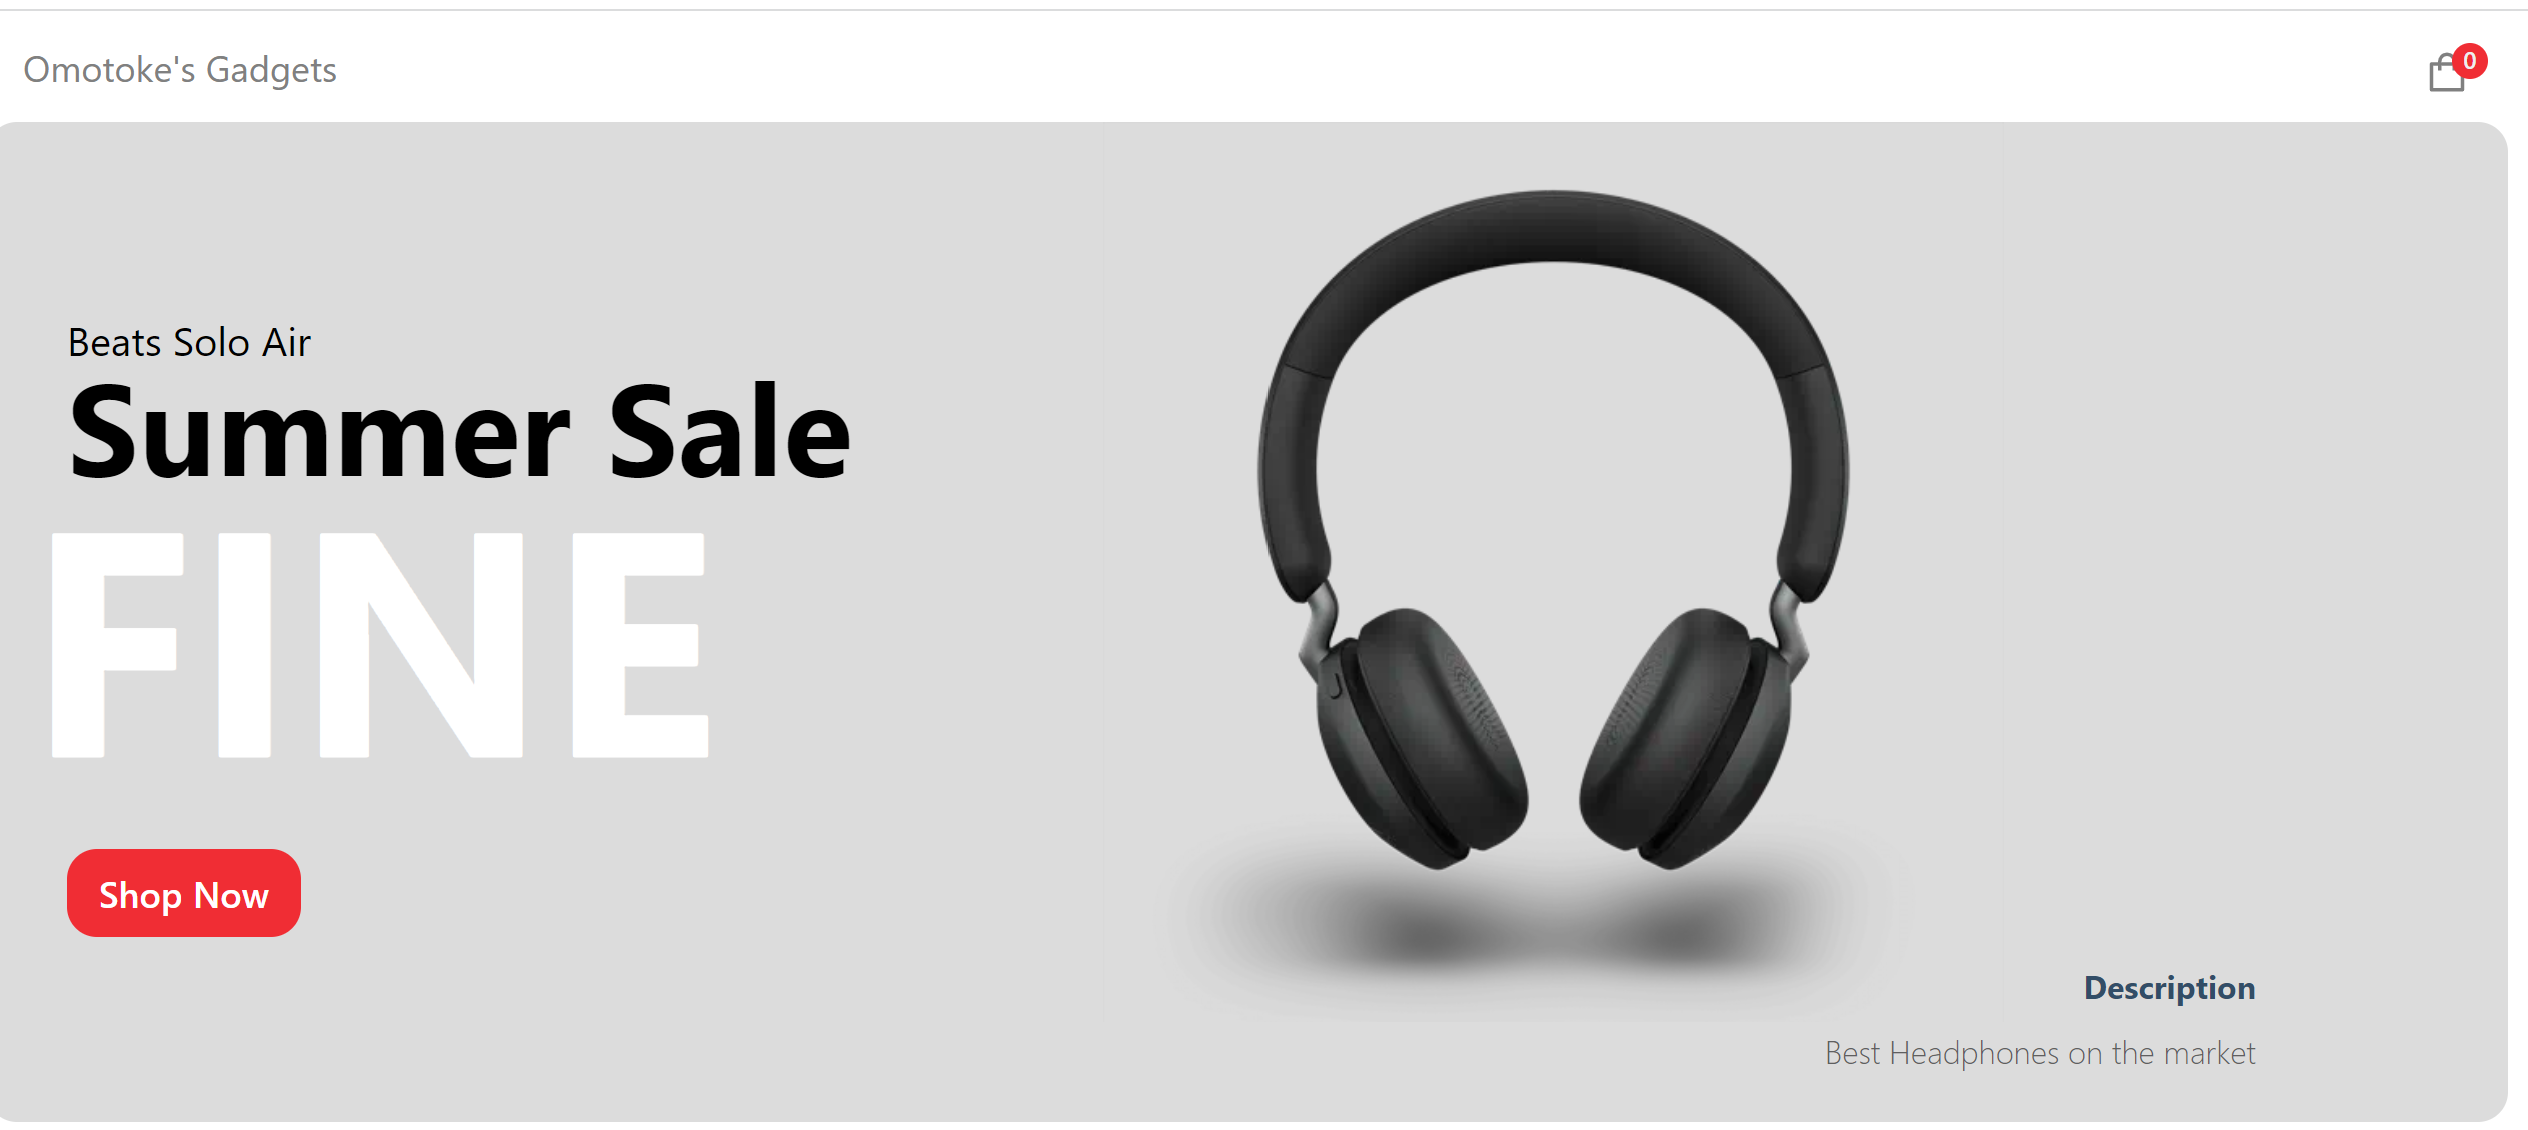 Omotoke's Gadgets
0
Beats Solo Air
Summer Sale
FINE
Shop Now
Description
Best Headphones on the market